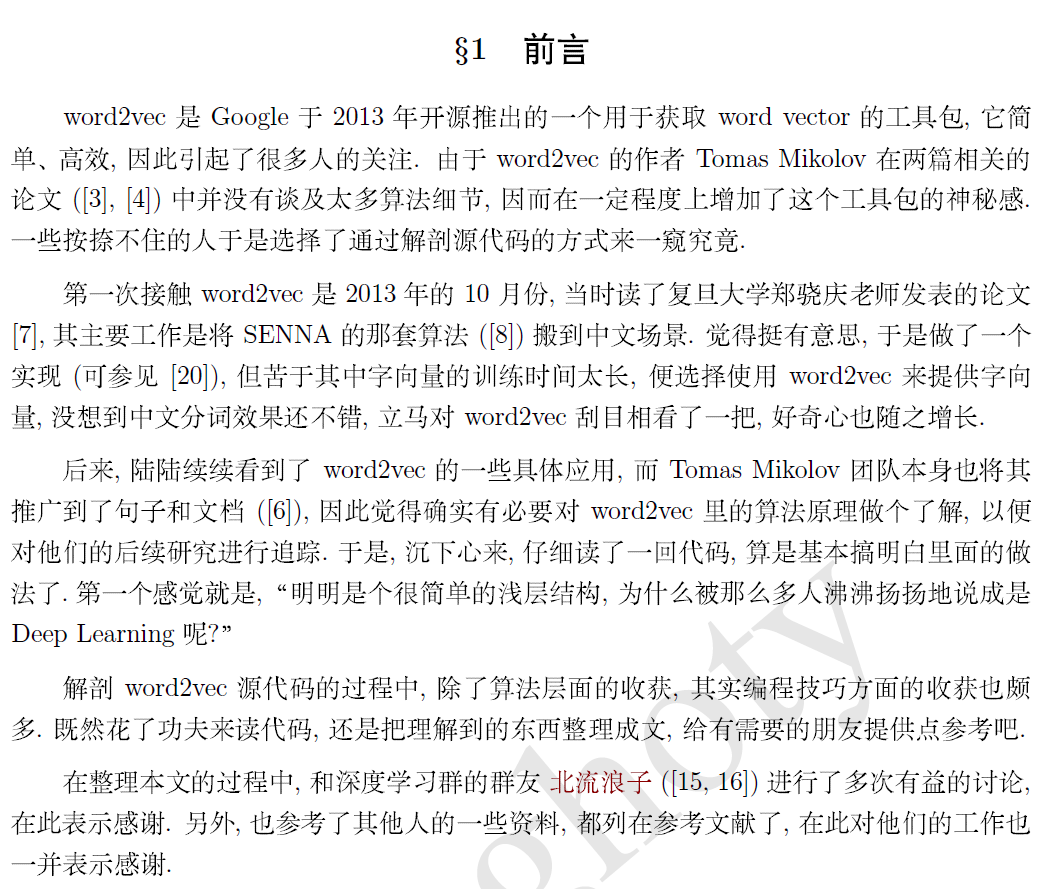 §1 前言
word2vec 是 Google 于 2013 年开源推出的一个用于获取 word vector 的工具包, 它简
单、高效, 因此引起了很多人的关注. 由于 word2vec 的作者 Tomas Mikolov 在两篇相关的
论文 ([3], [4]) 中并没有谈及太多算法细节, 因而在一定程度上增加了这个工具包的神秘感.
一些按捺不住的人于是选择了通过解剖源代码的方式来一窥究竟.
第一次接触 word2vec 是 2013 年的 10 月份, 当时读了复旦大学郑骁庆老师发表的论文
[7], 其主要工作是将 SENNA 的那套算法 ([8]) 搬到中文场景. 觉得挺有意思, 于是做了一个
实现 (可参见 [20]), 但苦于其中字向量的训练时间太长, 便选择使用 word2vec 来提供字向
量, 没想到中文分词效果还不错, 立马对 word2vec 刮目相看了一把, 好奇心也随之增长.
后来, 陆陆续续看到了 word2vec 的一些具体应用, 而 Tomas Mikolov 团队本身也将其
推广到了句子和文档 ([6]), 因此觉得确实有必要对 word2vec 里的算法原理做个了解, 以便
对他们的后续研究进行追踪. 于是, 沉下心来, 仔细读了一回代码, 算是基本搞明白里面的做
法了. 第一个感觉就是, “明明是个很简单的浅层结构, 为什么被那么多人沸沸扬扬地说成是
Deep Learning 呢?”
解剖 word2vec 源代码的过程中, 除了算法层面的收获, 其实编程技巧方面的收获也颇
多. 既然花了功夫来读代码, 还是把理解到的东西整理成文, 给有需要的朋友提供点参考吧.
在整理本文的过程中, 和深度学习群的群友 北流浪子 ([15, 16]) 进行了多次有益的讨论,
在此表示感谢. 另外, 也参考了其他人的一些资料, 都列在参考文献了, 在此对他们的工作也
一并表示感谢.
ghoty